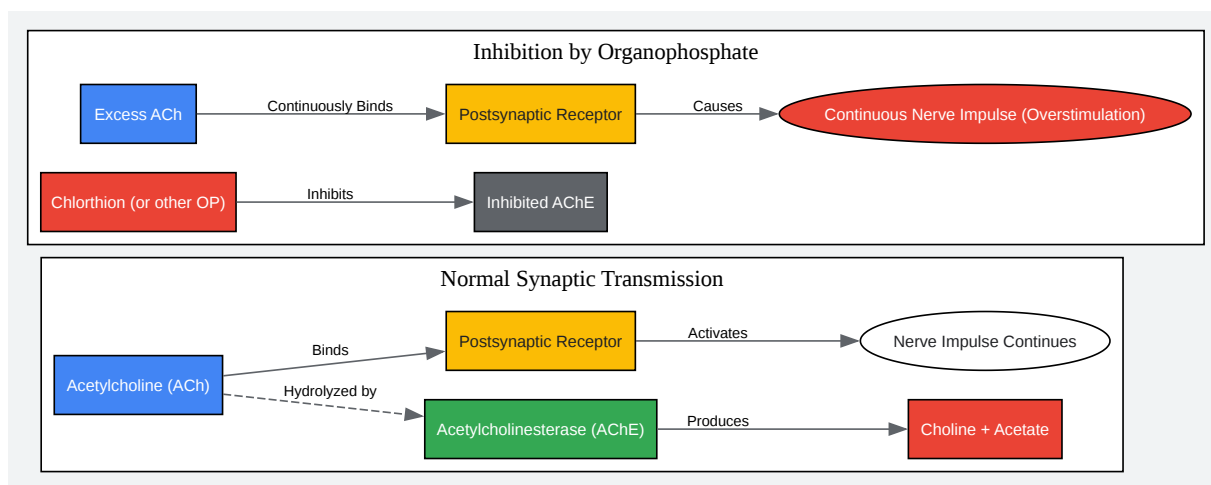 Inhibition by Organophosphate
Excess ACh
Continuously Binds
Postsynaptic Receptor
Causes
Continuous Nerve Impulse (Overstimulation)
Chlorthion (or other OP)
Inhibits
Inhibited AChE
Normal Synaptic Transmission
Acetylcholine (ACh)
Binds
Postsynaptic Receptor
Activates
Nerve Impulse Continues
Hydrolyzed by
Acetylcholinesterase (AChE)
Produces
Choline + Acetate